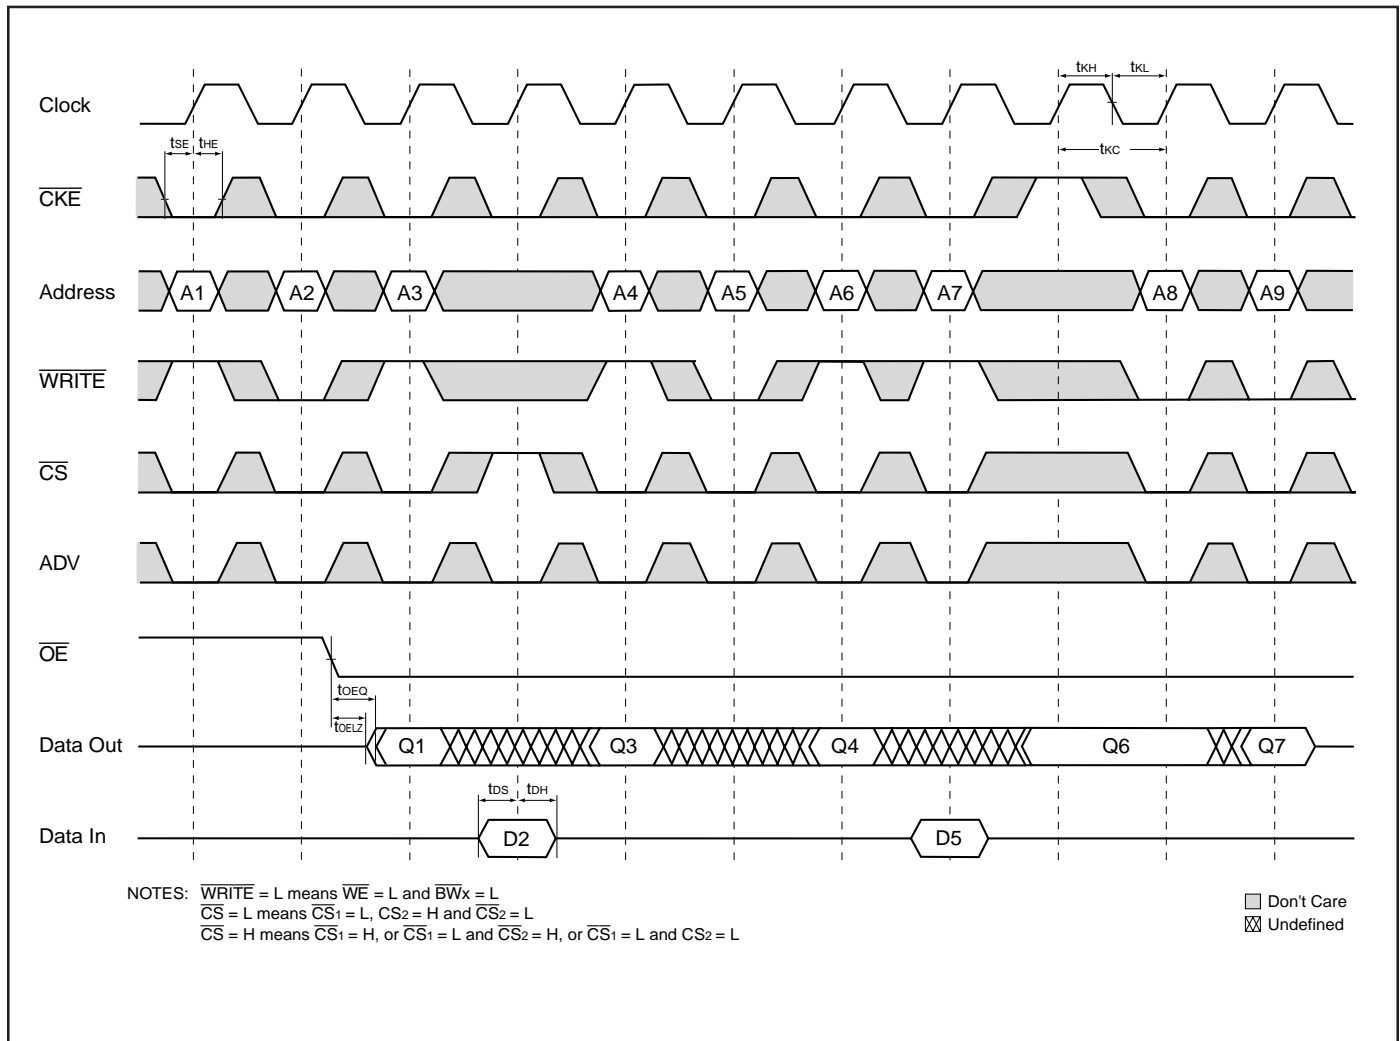 Clock
tKH
tKL
tKC
tSE
tHE
CKE
Address
A1
A2
A3
A4
A5
A6
A7
A8
A9
WRITE
CS
ADV
OE
tOEQ
tOELZ
Data Out
Q1
Q3
Q4
Q6
Q7
tDS
tDH
Data In
D2
D5
NOTES: WRITE = L means WE = L and BWx = L
CS = L means CS1 = L, CS2 = H and CS2 = L
CS = H means CS1 = H, or CS1 = L and CS2 = H, or CS1 = L and CS2 = L
Don't Care
Undefined